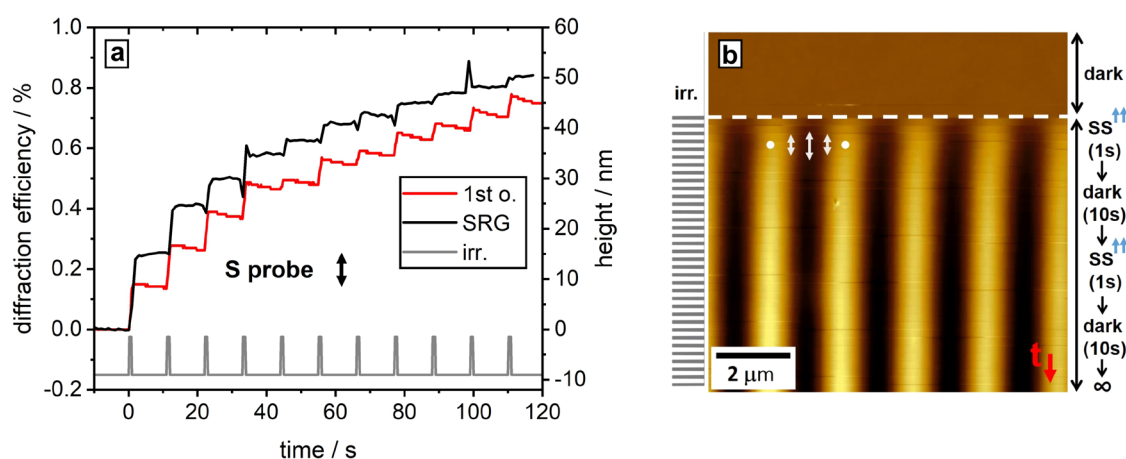 a
1.0
0.8
0.6
0.4
0.2
0.0
-0.2
diffraction efficiency / %
60
50
40
30
20
10
0
-10
height / nm
1st o.
SRG
irr.
S probe
0
20
40
60
80
100
120
time / s
b
irr.
dark
SS
(1s)
dark
(10s)
SS
(1s)
dark
(10s)
∞
t
2 μm